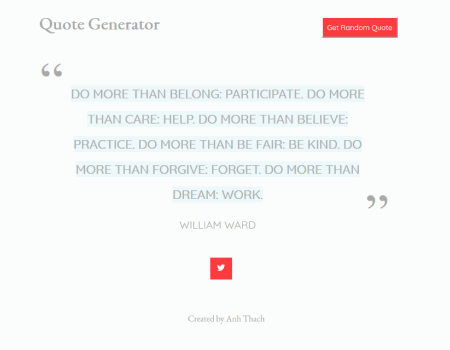 Quote Generator
Get Random Quote
“
DO MORE THAN BELONG: PARTICIPATE. DO MORE
THAN CARE: HELP. DO MORE THAN BELIEVE:
PRACTICE. DO MORE THAN BE FAIR: BE KIND. DO
MORE THAN FORGIVE: FORGET. DO MORE THAN
DREAM: WORK.
”
WILLIAM WARD
Created by Anh Thach